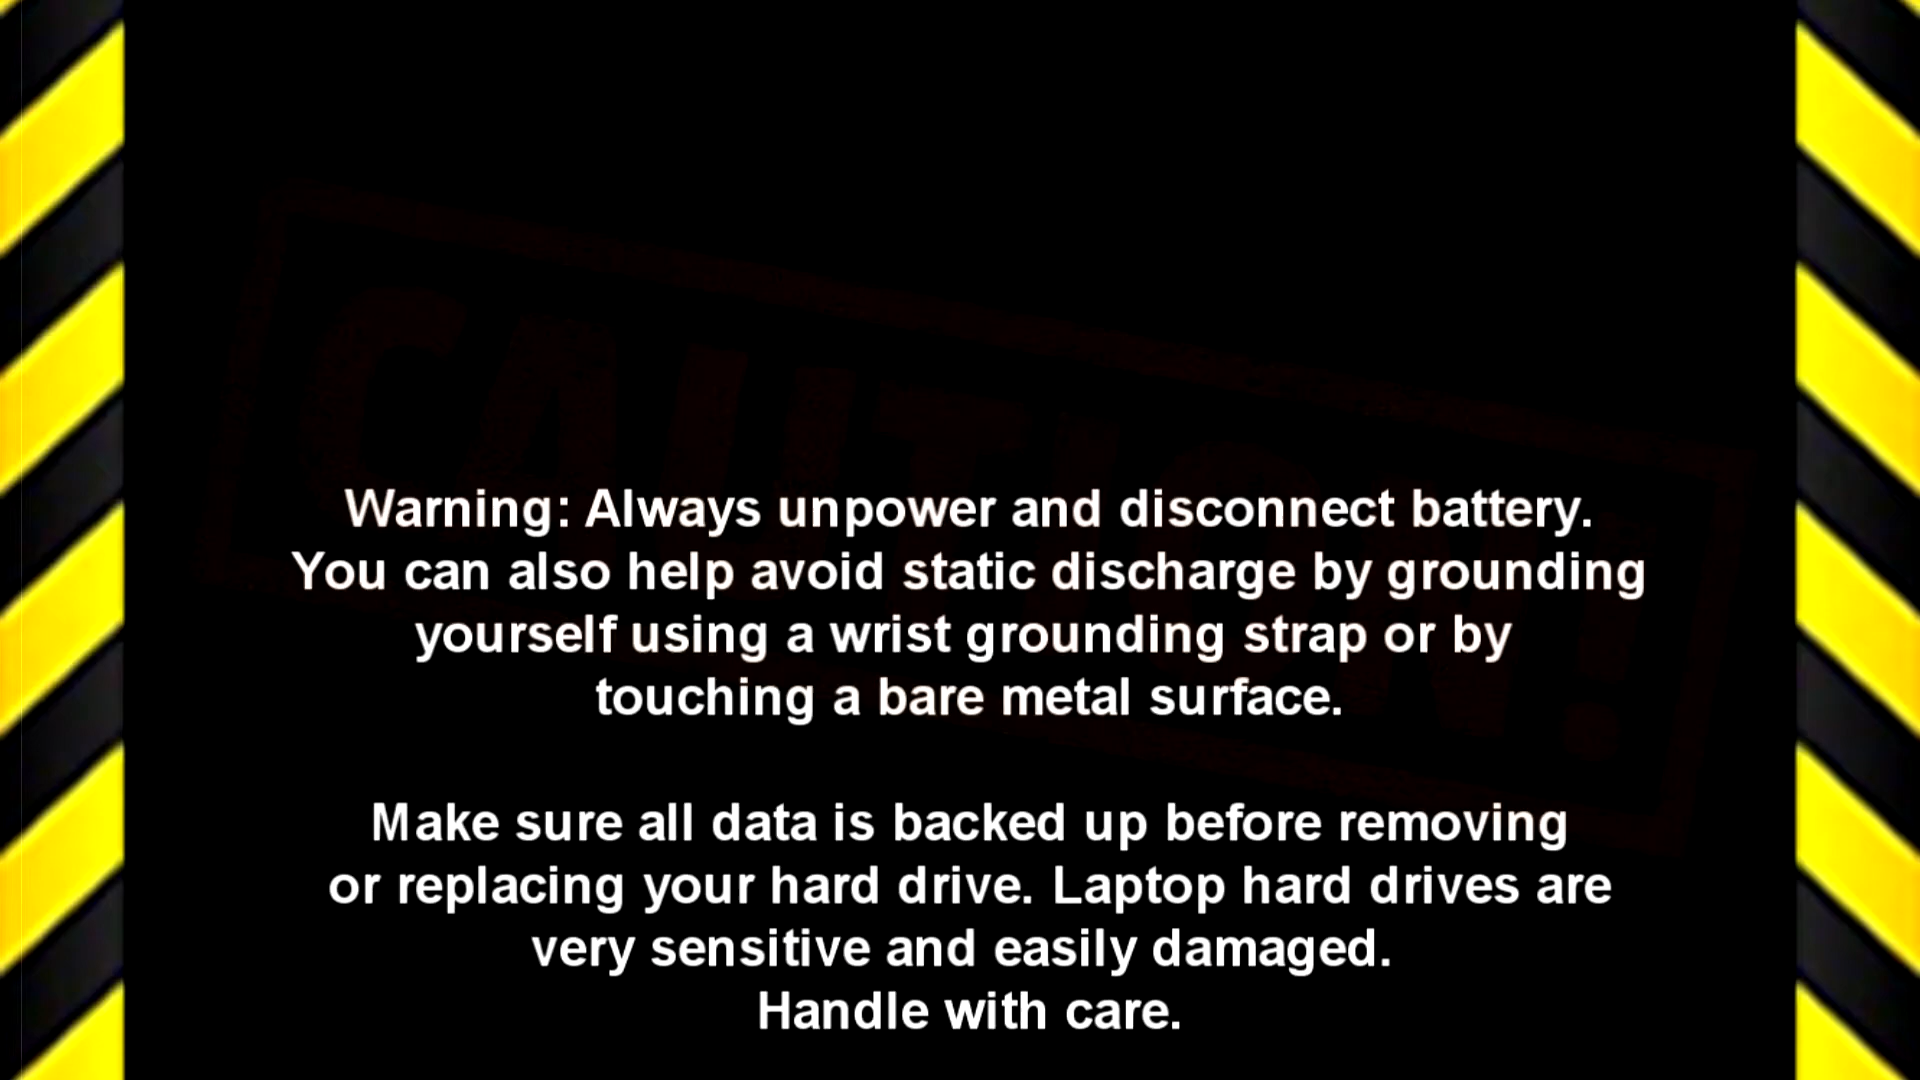 CAUTION!
Warning: Always unpower and disconnect battery.
You can also help avoid static discharge by grounding
yourself using a wrist grounding strap or by
touching a bare metal surface.
Make sure all data is backed up before removing
or replacing your hard drive. Laptop hard drives are
very sensitive and easily damaged.
Handle with care.